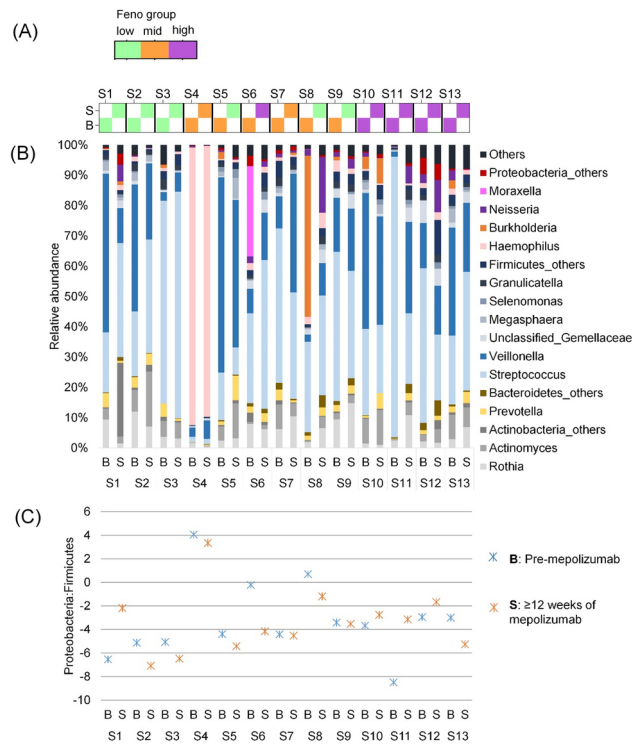 (A)
Feno group
low mid high
S1 S2 S3 S4 S5 S6 S7 S8 S9 S10 S11 S12 S13
S
B
(B)
Relative abundance
100%
90%
80%
70%
60%
50%
40%
30%
20%
10%
0%
B S B S B S B S B S B S B S B S B S B S B S B S B S
S1 S2 S3 S4 S5 S6 S7 S8 S9 S10 S11 S12 S13
Others
Proteobacteria_others
Moraxella
Neisseria
Burkholderia
Haemophilus
Firmicutes_others
Granulicatella
Selenomonas
Megasphaera
Unclassified_Gemellaceae
Veillonella
Streptococcus
Bacteroidetes_others
Prevotella
Actinobacteria_others
Actinomyces
Rothia
(C)
Proteobacteria:Firmicutes
6
4
2
0
-2
-4
-6
-8
-10
B S B S B S B S B S B S B S B S B S B S B S B S B S
S1 S2 S3 S4 S5 S6 S7 S8 S9 S10 S11 S12 S13
B: Pre-mepolizumab
S: ≥12 weeks of
mepolizumab